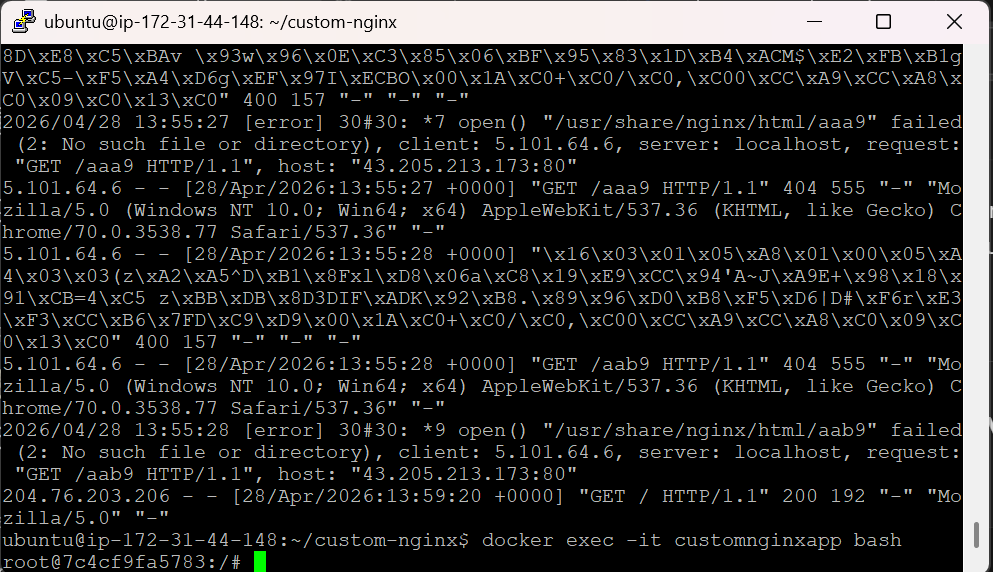 ubuntu@ip-172-31-44-148: ~/custom-nginx
8D\xE8\xC5\xBAv \x93w\x96\x0E\xC3\x85\x06\xBF\x95\x83\x1D\xB4\xACM$\xE2\xFB\xB1g
V\xC5-\xF5\xA4\xD6g\xEF\x97I\xECBO\x00\x1A\xC0+\xC0/\xC0,\xC00\xCC\xA9\xCC\xA8\x
C0\x09\xC0\x13\xC0" 400 157 "-" "-" "-"
2026/04/28 13:55:27 [error] 30#30: *7 open() "/usr/share/nginx/html/aaa9" failed
 (2: No such file or directory), client: 5.101.64.6, server: localhost, request:
 "GET /aaa9 HTTP/1.1", host: "43.205.213.173:80"
5.101.64.6 - - [28/Apr/2026:13:55:27 +0000] "GET /aaa9 HTTP/1.1" 404 555 "-" "Mo
zilla/5.0 (Windows NT 10.0; Win64; x64) AppleWebKit/537.36 (KHTML, like Gecko) C
hrome/70.0.3538.77 Safari/537.36" "-"
5.101.64.6 - - [28/Apr/2026:13:55:28 +0000] "\x16\x03\x01\x05\xA8\x01\x00\x05\xA
4\x03\x03(z\xA2\xA5^D\xB1\x8Fxl\xD8\x06a\xC8\x19\xE9\xCC\x94'A~J\xA9E+\x98\x18\x
91\xCB=4\xC5 z\xBB\xDB\x8D3DIF\xADK\x92\xB8.\x89\x96\xD0\xB8\xF5\xD6|D#\xF6r\xE3
\xF3\xCC\xB6\x7FD\xC9\xD9\x00\x1A\xC0+\xC0/\xC0,\xC00\xCC\xA9\xCC\xA8\xC0\x09\xC
0\x13\xC0" 400 157 "-" "-" "-"
5.101.64.6 - - [28/Apr/2026:13:55:28 +0000] "GET /aab9 HTTP/1.1" 404 555 "-" "Mo
zilla/5.0 (Windows NT 10.0; Win64; x64) AppleWebKit/537.36 (KHTML, like Gecko) C
hrome/70.0.3538.77 Safari/537.36" "-"
2026/04/28 13:55:28 [error] 30#30: *9 open() "/usr/share/nginx/html/aab9" failed
 (2: No such file or directory), client: 5.101.64.6, server: localhost, request:
 "GET /aab9 HTTP/1.1", host: "43.205.213.173:80"
204.76.203.206 - - [28/Apr/2026:13:59:20 +0000] "GET / HTTP/1.1" 200 192 "-" "Mo
zilla/5.0" "-"
ubuntu@ip-172-31-44-148:~/custom-nginx$ docker exec -it customnginxapp bash
root@7c4cf9fa5783:/#